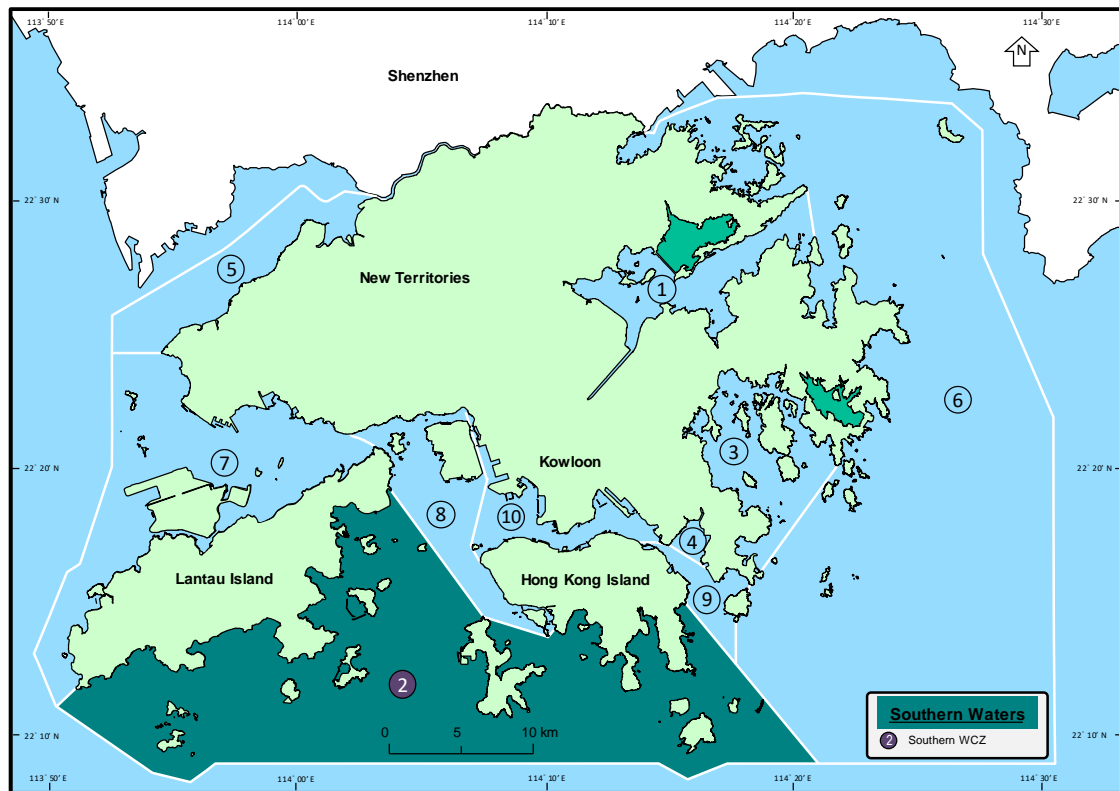 113° 50' E
114° 00' E
114° 10' E
114° 20' E
114° 30' E
N
Shenzhen
22° 30' N
22° 30' N
5
New Territories
1
6
3
7
Kowloon
22° 20' N
22° 20' N
8
10
4
Lantau Island
Hong Kong Island
9
2
Southern Waters
2 Southern WCZ
0 5 10 km
22° 10' N
22° 10' N
113° 50' E
114° 00' E
114° 10' E
114° 20' E
114° 30' E